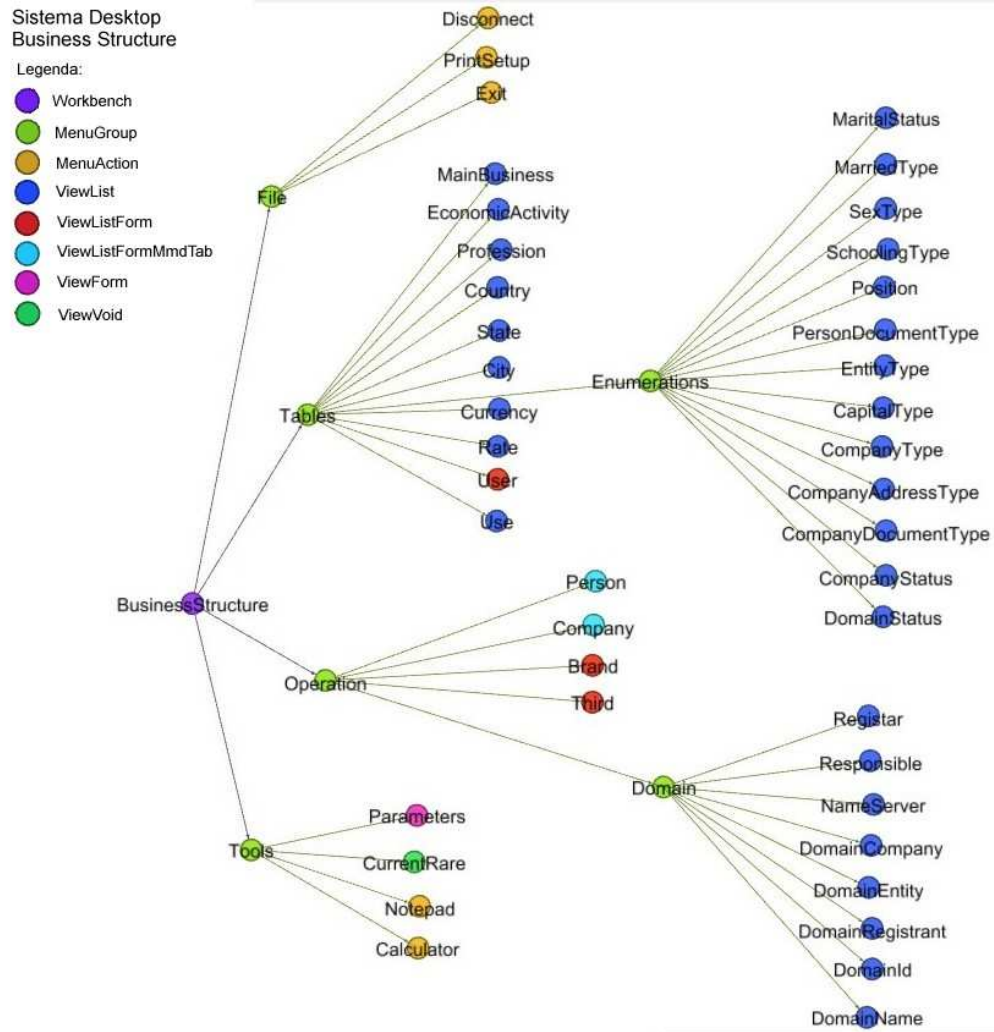 Sistema Desktop
Business Structure
Legenda:
Workbench
MenuGroup
MenuAction
ViewList
ViewListForm
ViewListFormMmdTab
ViewForm
ViewVoid
BusinessStructure
File
Disconnect
PrintSetup
Exit
Tables
MainBusiness
EconomicActivity
Profession
Country
State
City
Currency
Rate
User
Use
Enumerations
MaritalStatus
MarriedType
SexType
SchoolingType
Position
PersonDocumentType
EntityType
CapitalType
CompanyType
CompanyAddressType
CompanyDocumentType
CompanyStatus
DomainStatus
Operation
Person
Company
Brand
Third
Domain
Registar
Responsible
NameServer
DomainCompany
DomainEntity
DomainRegistrant
DomainId
DomainName
Tools
Parameters
CurrentRare
Notepad
Calculator